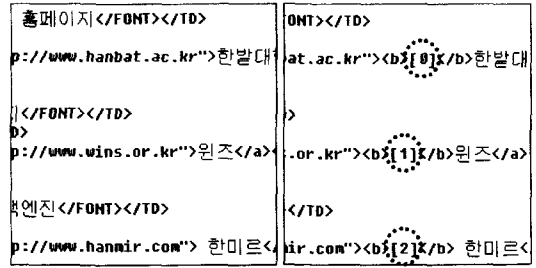 홈페이지</FONT></TD>
p://www.hanbat.ac.kr">한밭대
</FONT></TD>
D>
p://www.wins.or.kr">윈즈</a>
색엔진</FONT></TD>
p://www.hanmir.com"> 한미르<
ONT></TD>
at.ac.kr"><b>[0]</b>한밭대
>
.or.kr"><b>[1]</b>윈즈</a>
</TD>
ir.com"><b>[2]</b> 한미르<